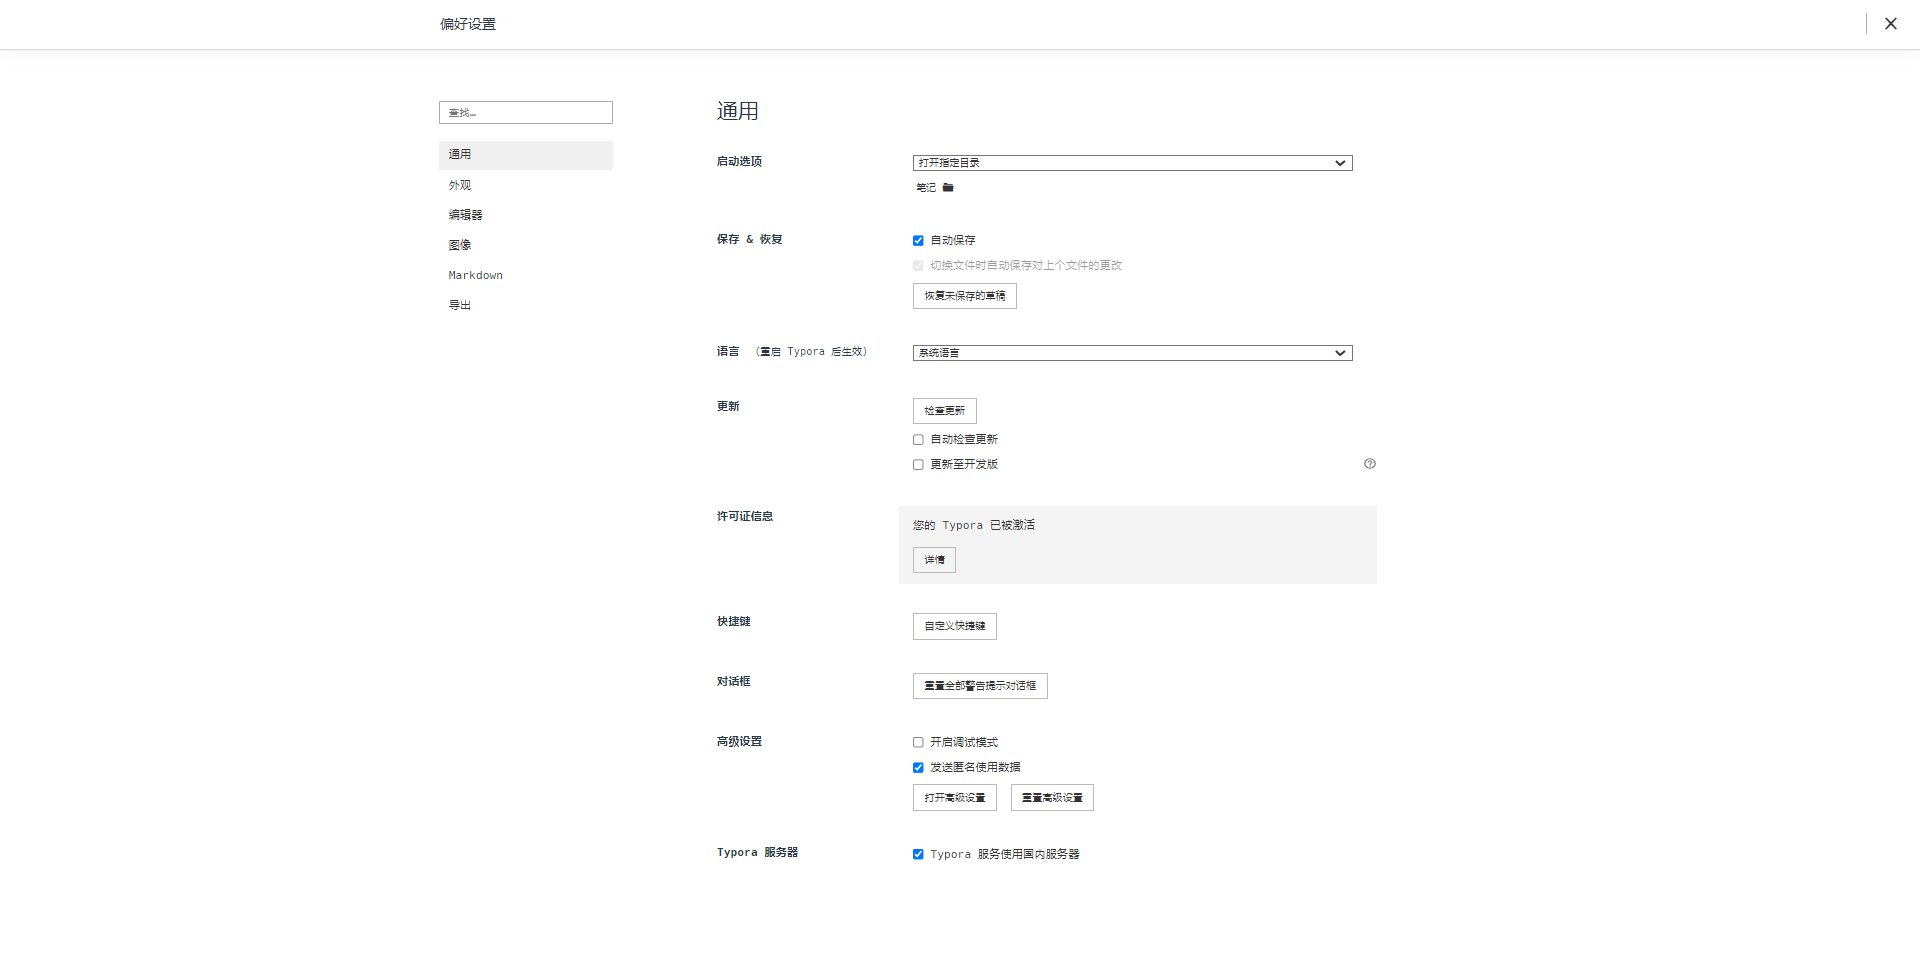 偏好设置
查找…
通用
外观
编辑器
图像
Markdown
导出
通用
启动选项
打开指定目录
笔记
保存 & 恢复
自动保存
切换文件时自动保存对上个文件的更改
恢复未保存的草稿
语言 (重启 Typora 后生效)
系统语言
更新
检查更新
自动检查更新
更新至开发版
许可证信息
您的 Typora 已被激活
详情
快捷键
自定义快捷键
对话框
重置全部警告提示对话框
高级设置
开启调试模式
发送匿名使用数据
打开高级设置 重置高级设置
Typora 服务器
Typora 服务使用国内服务器